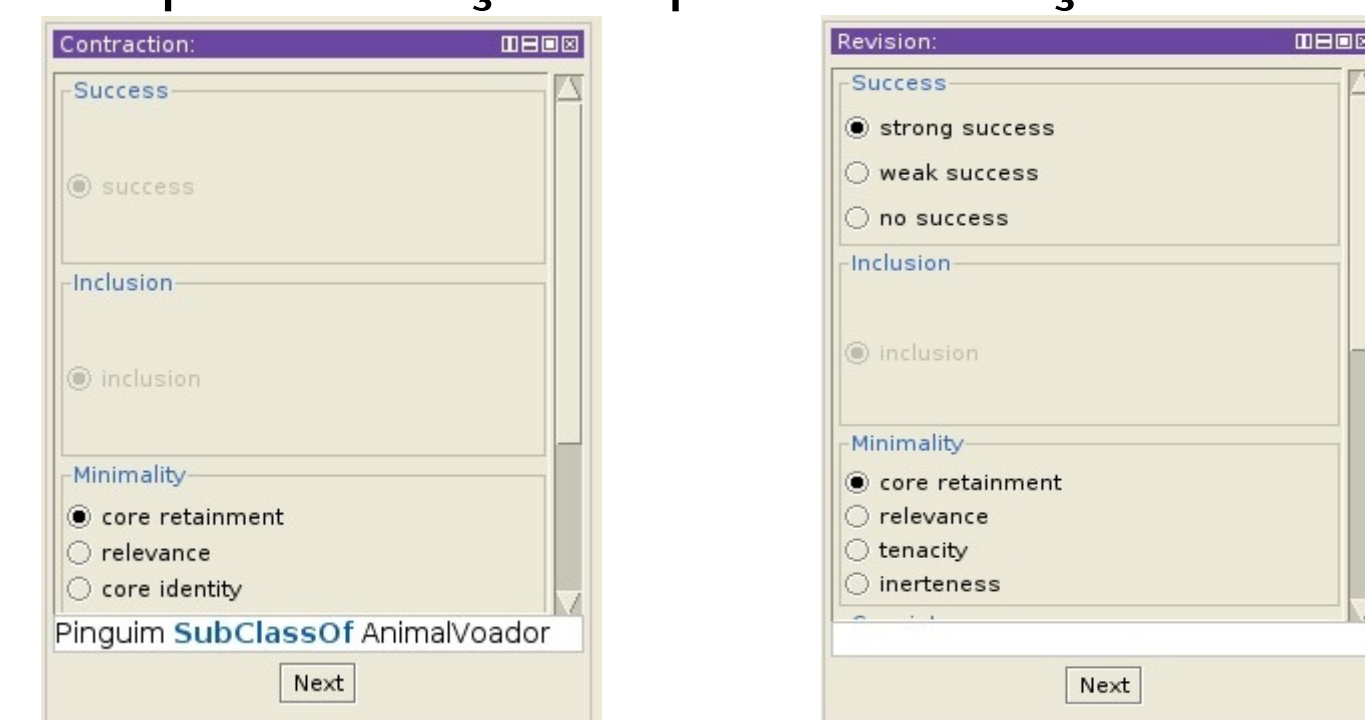 Contraction:
Success
success
Inclusion
inclusion
Minimality
core retainment
relevance
core identity
Pinguim SubClassOf AnimalVoador
Next
Revision:
Success
strong success
weak success
no success
Inclusion
inclusion
Minimality
core retainment
relevance
tenacity
inerteness
Next